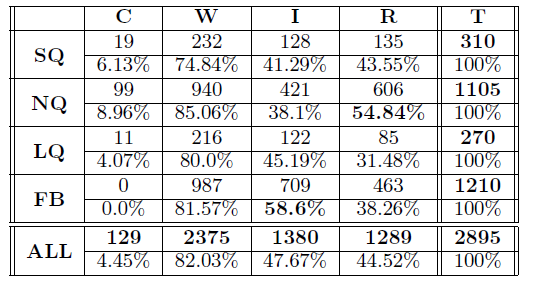 C W I R T
SQ 19 232 128 135 310
6.13% 74.84% 41.29% 43.55% 100%
NQ 99 940 421 606 1105
8.96% 85.06% 38.1% 54.84% 100%
LQ 11 216 122 85 270
4.07% 80.0% 45.19% 31.48% 100%
FB 0 987 709 463 1210
0.0% 81.57% 58.6% 38.26% 100%
ALL 129 2375 1380 1289 2895
4.45% 82.03% 47.67% 44.52% 100%